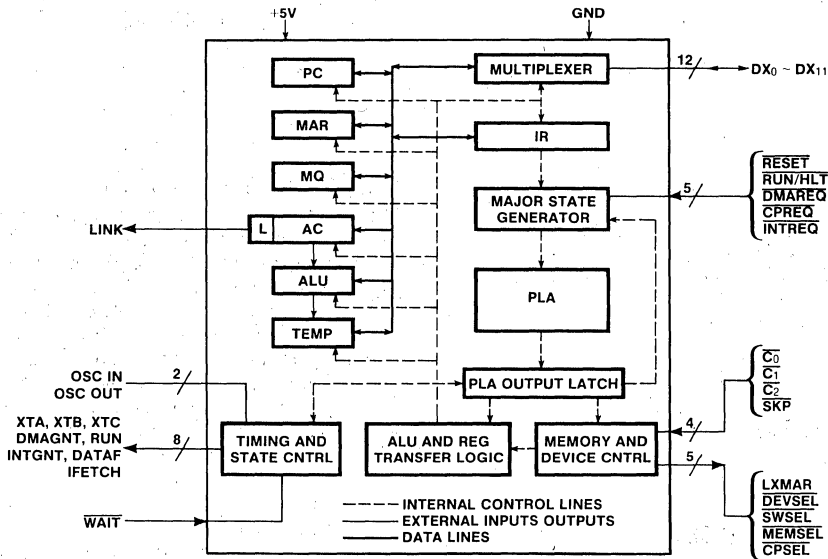 +5V
GND
PC
MULTIPLEXER
12
DX0 ~ DX11
MAR
IR
MQ
RESET
RUN/HLT
DMAREQ
CPREQ
INTREQ
5
MAJOR STATE
GENERATOR
LINK
L
AC
ALU
PLA
TEMP
OSC IN
OSC OUT
2
PLA OUTPUT LATCH
C0
C1
C2
SKP
4
XTA, XTB, XTC
DMAGNT, RUN
INTGNT, DATAF
IFETCH
8
TIMING AND
STATE CNTRL
ALU AND REG
TRANSFER LOGIC
MEMORY AND
DEVICE CNTRL
5
LXMAR
DEVSEL
SWSEL
MEMSEL
CPSEL
WAIT
INTERNAL CONTROL LINES
EXTERNAL INPUTS OUTPUTS
DATA LINES